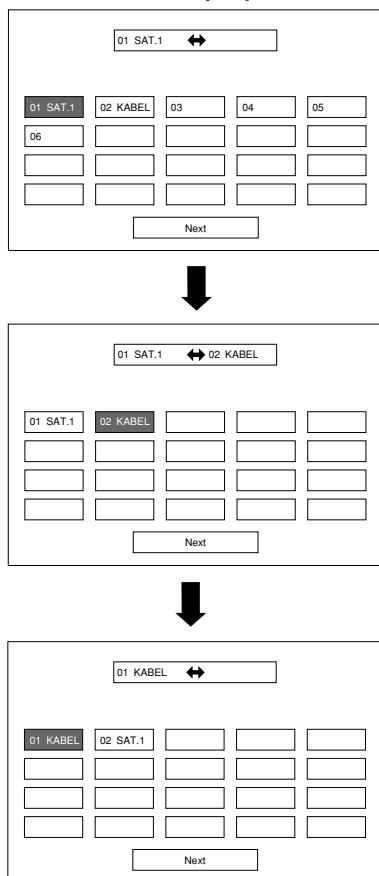 01 SAT.1 ⬌
01 SAT.1 02 KABEL 03 04 05
06
Next
01 SAT.1 ⬌ 02 KABEL
01 SAT.1 02 KABEL
Next
01 KABEL ⬌
01 KABEL 02 SAT.1
Next